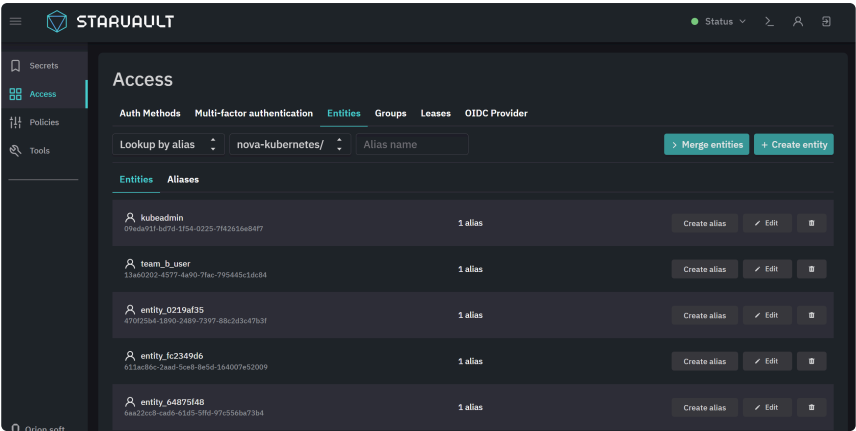 STARVAULT
Status
Secrets
Access
Policies
Tools
Access
Auth Methods Multi-factor authentication Entities Groups Leases OIDC Provider
Lookup by alias nova-kubernetes/ Alias name > Merge entities + Create entity
Entities Aliases
kubeadmin
09eda91f-bd7d-1f54-0225-7f42616e84f7
1 alias Create alias Edit
team_b_user
13a60202-4577-4a90-7fac-795445c1dc84
1 alias Create alias Edit
entity_0219af35
470f25b4-1890-2489-7397-88c2d3c47b3f
1 alias Create alias Edit
entity_fc2349d6
611ac86c-2aad-5ce8-8e5d-164007e52009
1 alias Create alias Edit
entity_64875f48
6aa22cc8-cad6-61d5-5ffd-97c556ba73b4
1 alias Create alias Edit
Orion soft